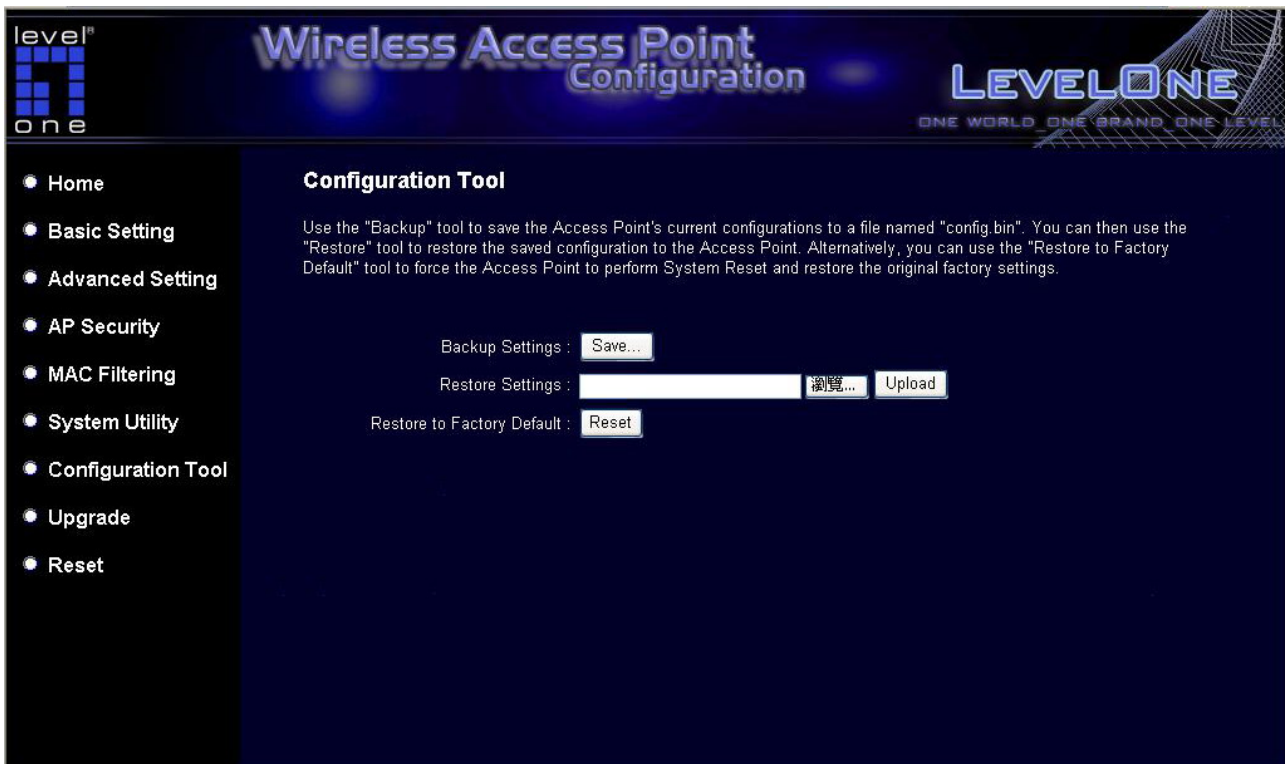 level®
one
Wireless Access Point
Configuration
LEVELONE
ONE WORLD_ONE BRAND_ONE LEVEL
Home
Basic Setting
Advanced Setting
AP Security
MAC Filtering
System Utility
Configuration Tool
Upgrade
Reset
Configuration Tool
Use the "Backup" tool to save the Access Point's current configurations to a file named "config.bin". You can then use the
"Restore" tool to restore the saved configuration to the Access Point. Alternatively, you can use the "Restore to Factory
Default" tool to force the Access Point to perform System Reset and restore the original factory settings.
Backup Settings : Save...
Restore Settings : 瀏覽... Upload
Restore to Factory Default : Reset